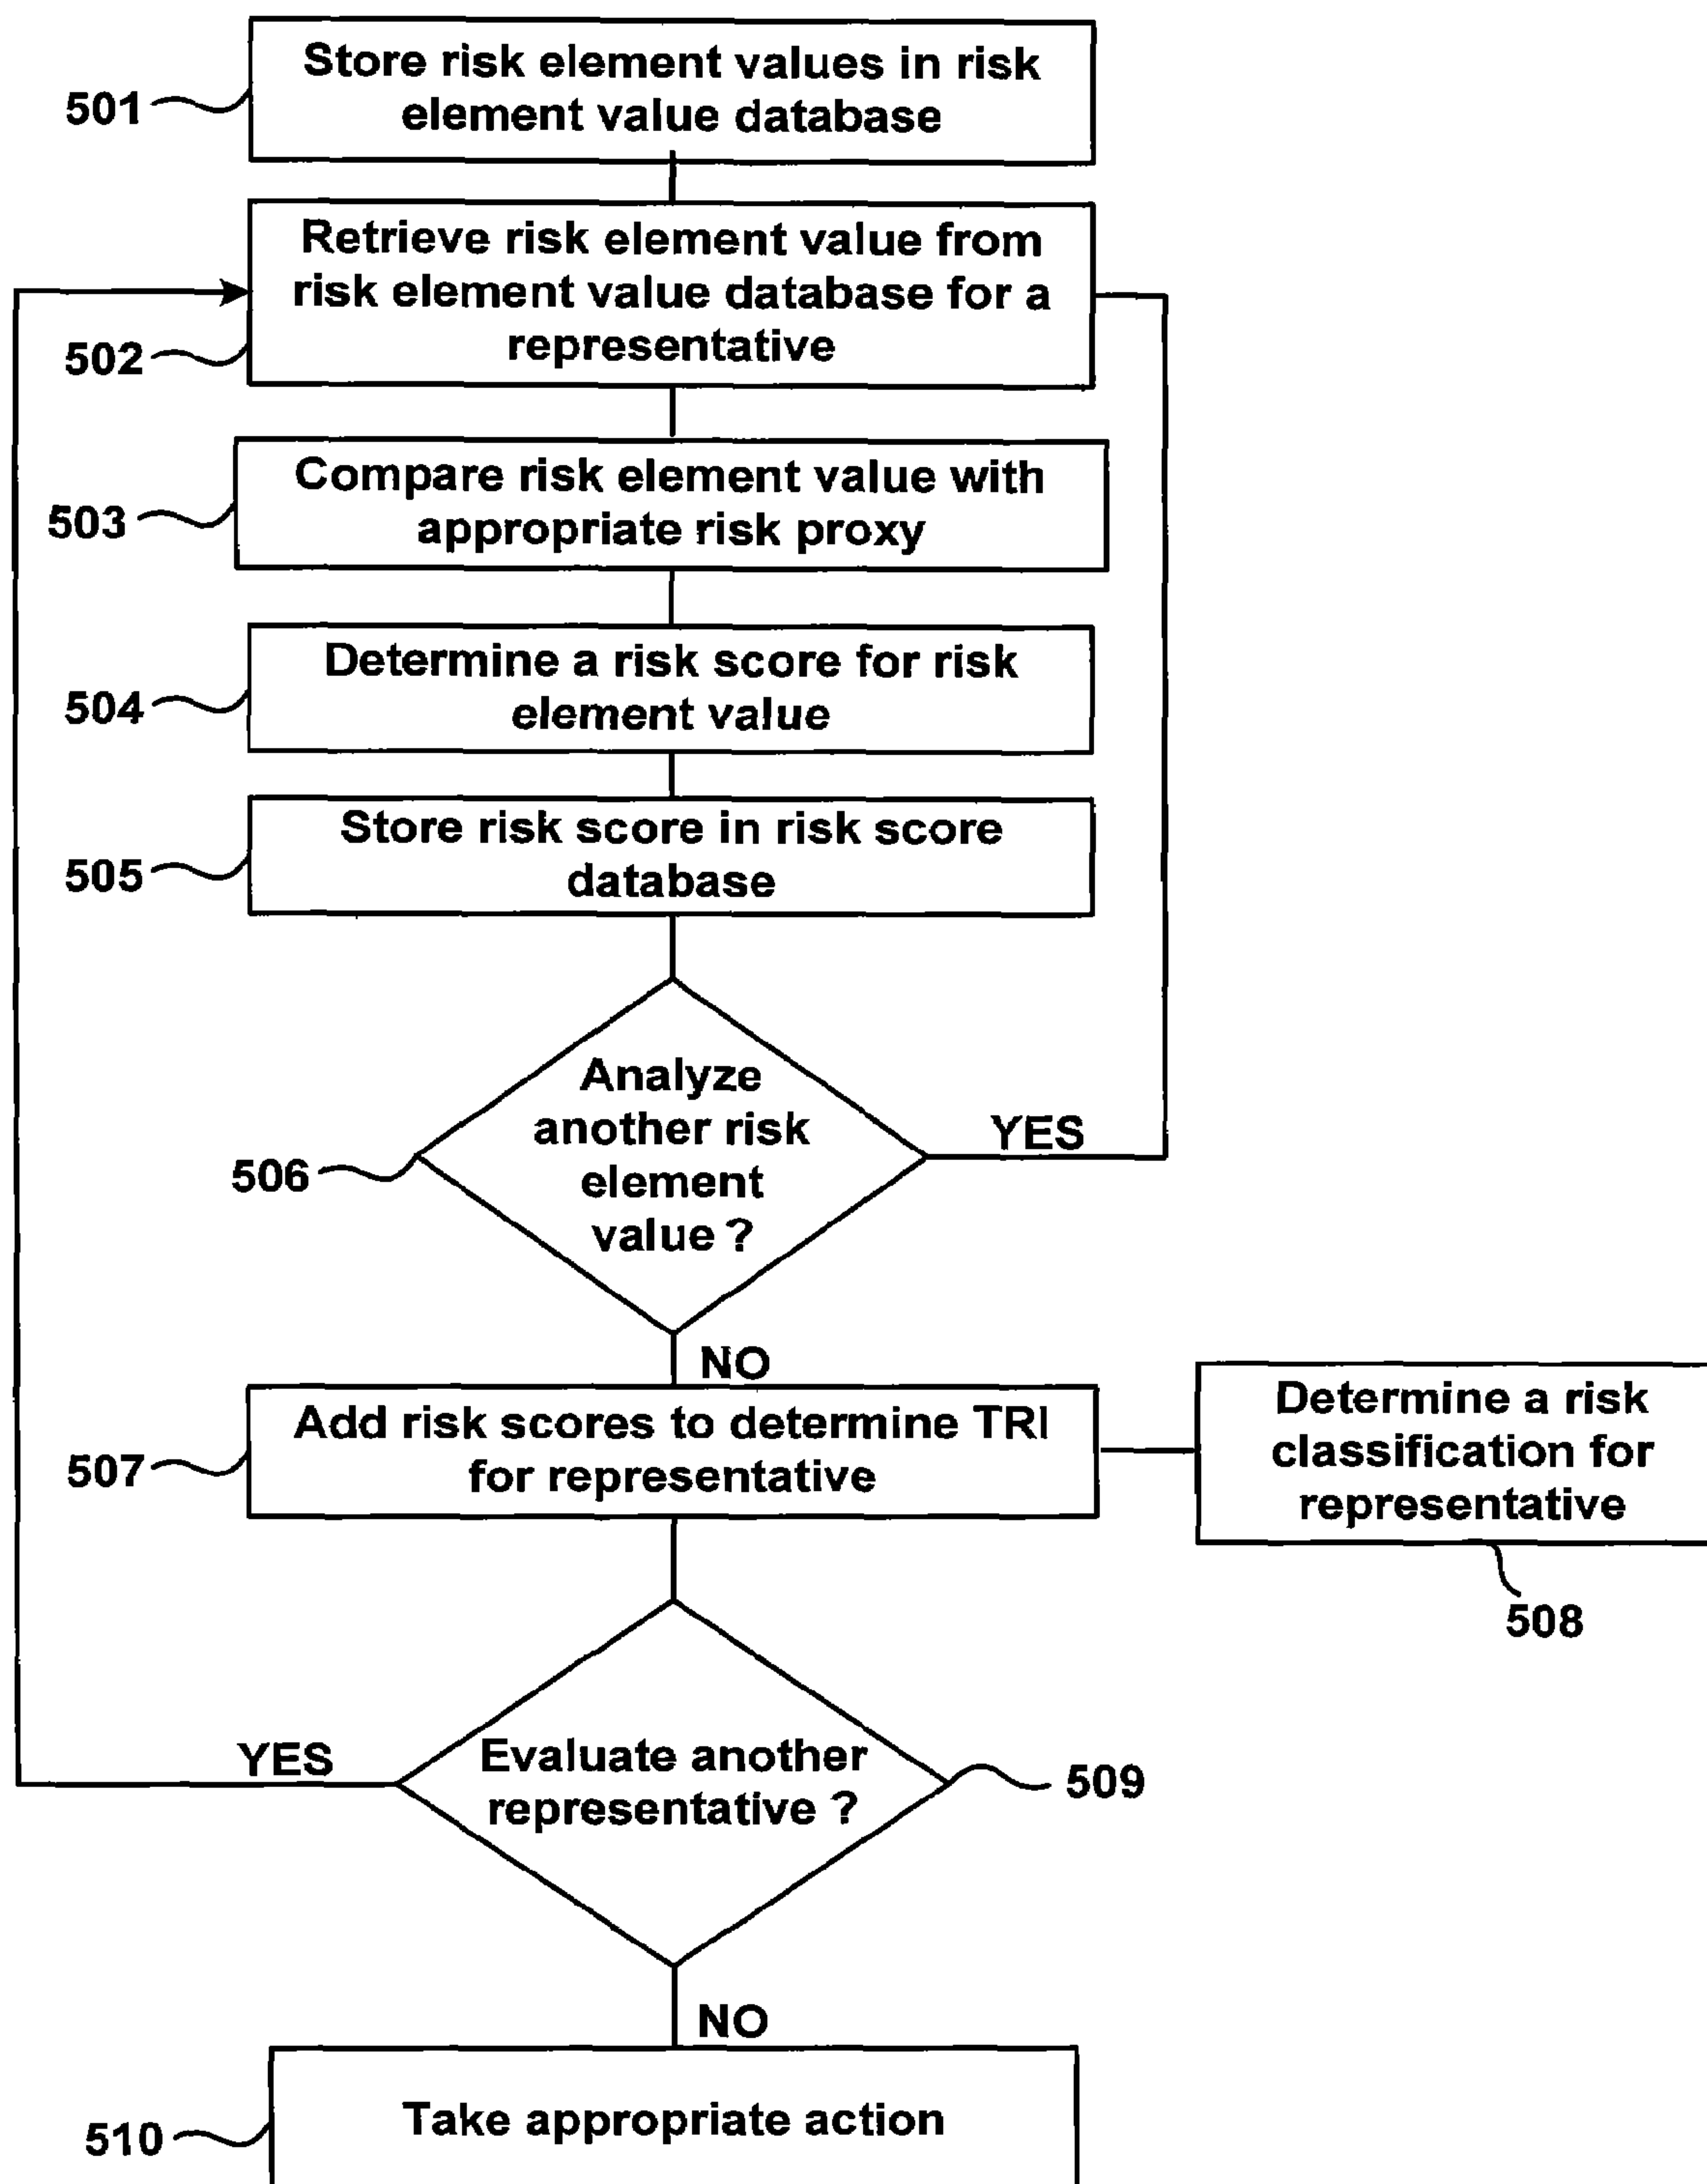 Store risk element values in risk
element value database
501
Retrieve risk element value from
risk element value database for a
representative
502
Compare risk element value with
appropriate risk proxy
503
Determine a risk score for risk
element value
504
Store risk score in risk score
database
505
Analyze
another risk
element
value ?
YES
506
NO
Add risk scores to determine TRI
for representative
507
Determine a risk
classification for
representative
508
YES
Evaluate another
representative ?
509
NO
Take appropriate action
510